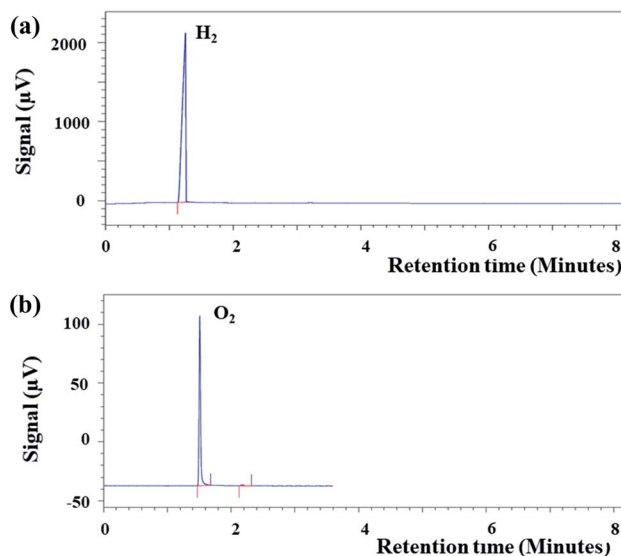 (a)
H₂
2000
1000
0
Signal (µV)
0 2 4 6 8
Retention time (Minutes)
(b)
O₂
100
50
0
-50
Signal (µV)
0 2 4 6 8
Retention time (Minutes)